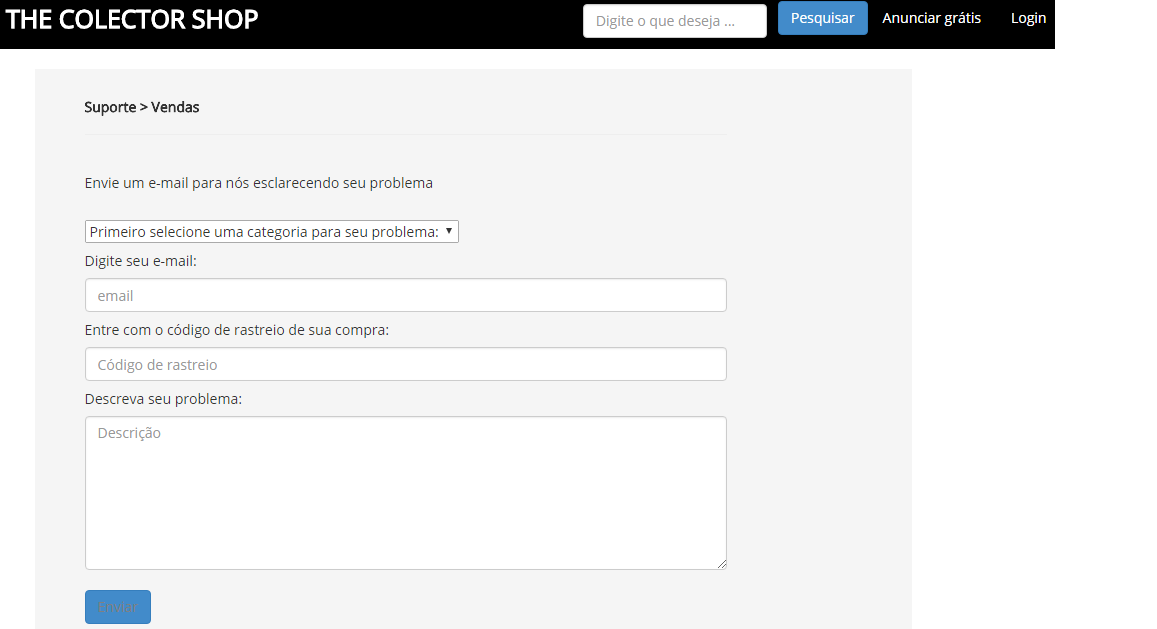 THE COLECTOR SHOP
Digite o que deseja ...
Pesquisar
Anunciar grátis
Login
Suporte > Vendas
Envie um e-mail para nós esclarecendo seu problema
Primeiro selecione uma categoria para seu problema:
Digite seu e-mail:
email
Entre com o código de rastreio de sua compra:
Código de rastreio
Descreva seu problema:
Descrição
Enviar